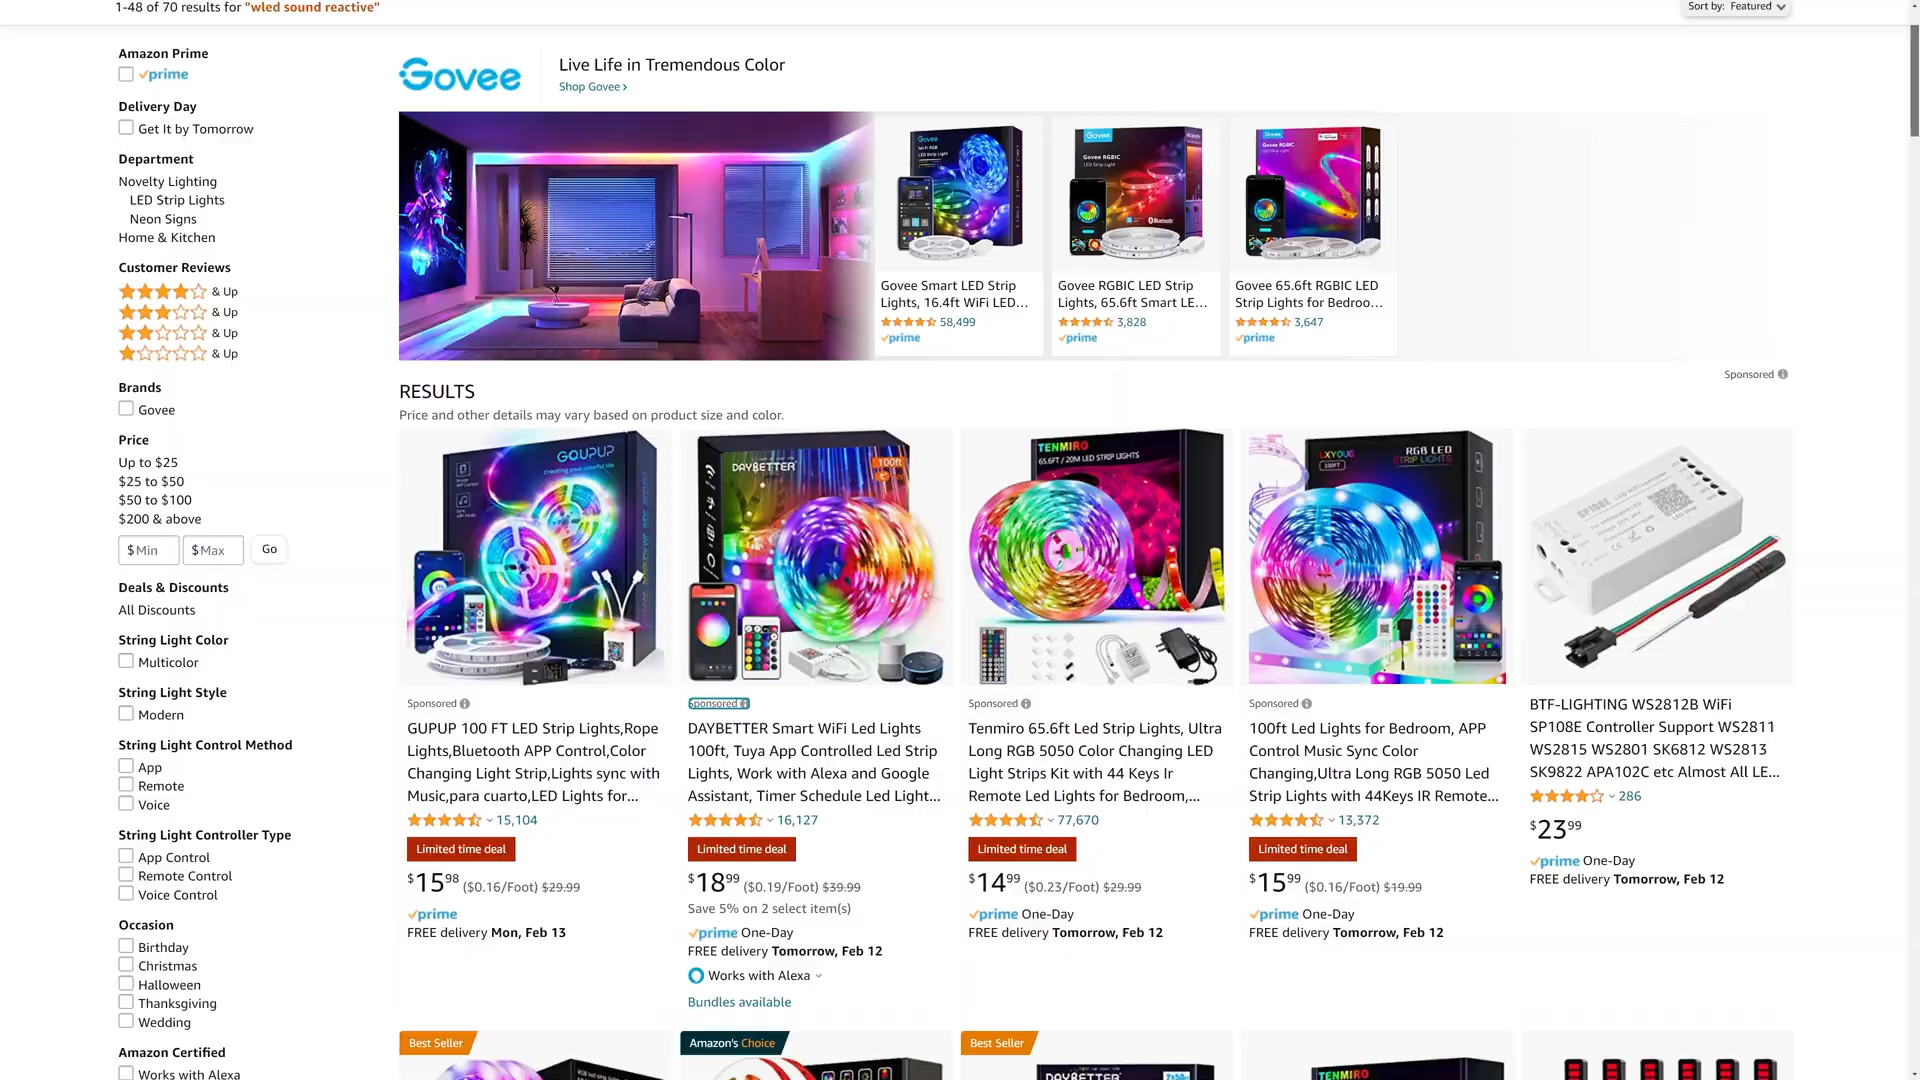 1-48 of 70 results for "wled sound reactive"
Sort by: Featured
Amazon Prime
prime
Delivery Day
Get It by Tomorrow
Department
Novelty Lighting
LED Strip Lights
Neon Signs
Home & Kitchen
Customer Reviews
& Up
& Up
& Up
& Up
Brands
Govee
Price
Up to $25
$25 to $50
$50 to $100
$200 & above
$ Min
$ Max
Go
Deals & Discounts
All Discounts
String Light Color
Multicolor
String Light Style
Modern
String Light Control Method
App
Remote
Voice
String Light Controller Type
App Control
Remote Control
Voice Control
Occasion
Birthday
Christmas
Halloween
Thanksgiving
Wedding
Amazon Certified
Works with Alexa
Govee
Live Life in Tremendous Color
Shop Govee ›
Govee Smart LED Strip
Lights, 16.4ft WiFi LED...
58,499
prime
Govee RGBIC LED Strip
Lights, 65.6ft Smart LE...
3,828
prime
Govee 65.6ft RGBIC LED
Strip Lights for Bedroo...
3,647
prime
Sponsored
RESULTS
Price and other details may vary based on product size and color.
GUPUP
DAYBETTER
100ft
TENMIRO
65.6FT / 20M LED STRIP LIGHTS
LXYOUG
100FT
RGB LED
STRIP LIGHTS
SP108E
Sponsored
GUPUP 100 FT LED Strip Lights,Rope
Lights,Bluetooth APP Control,Color
Changing Light Strip,Lights sync with
Music,para cuarto,LED Lights for...
15,104
Limited time deal
$15.98 ($0.16/Foot) $29.99
prime
FREE delivery Mon, Feb 13
Sponsored
DAYBETTER Smart WiFi Led Lights
100ft, Tuya App Controlled Led Strip
Lights, Work with Alexa and Google
Assistant, Timer Schedule Led Light...
16,127
Limited time deal
$18.99 ($0.19/Foot) $39.99
Save 5% on 2 select item(s)
prime One-Day
FREE delivery Tomorrow, Feb 12
Works with Alexa
Bundles available
Sponsored
Tenmiro 65.6ft Led Strip Lights, Ultra
Long RGB 5050 Color Changing LED
Light Strips Kit with 44 Keys Ir
Remote Led Lights for Bedroom,...
77,670
Limited time deal
$14.99 ($0.23/Foot) $29.99
prime One-Day
FREE delivery Tomorrow, Feb 12
Sponsored
100ft Led Lights for Bedroom, APP
Control Music Sync Color
Changing,Ultra Long RGB 5050 Led
Strip Lights with 44Keys IR Remote...
13,372
Limited time deal
$15.99 ($0.16/Foot) $19.99
prime One-Day
FREE delivery Tomorrow, Feb 12
BTF-LIGHTING WS2812B WiFi
SP108E Controller Support WS2811
WS2815 WS2801 SK6812 WS2813
SK9822 APA102C etc Almost All LE...
286
$23.99
prime One-Day
FREE delivery Tomorrow, Feb 12
Best Seller
Amazon's Choice
Best Seller
DAYBETTER
TENMIRO